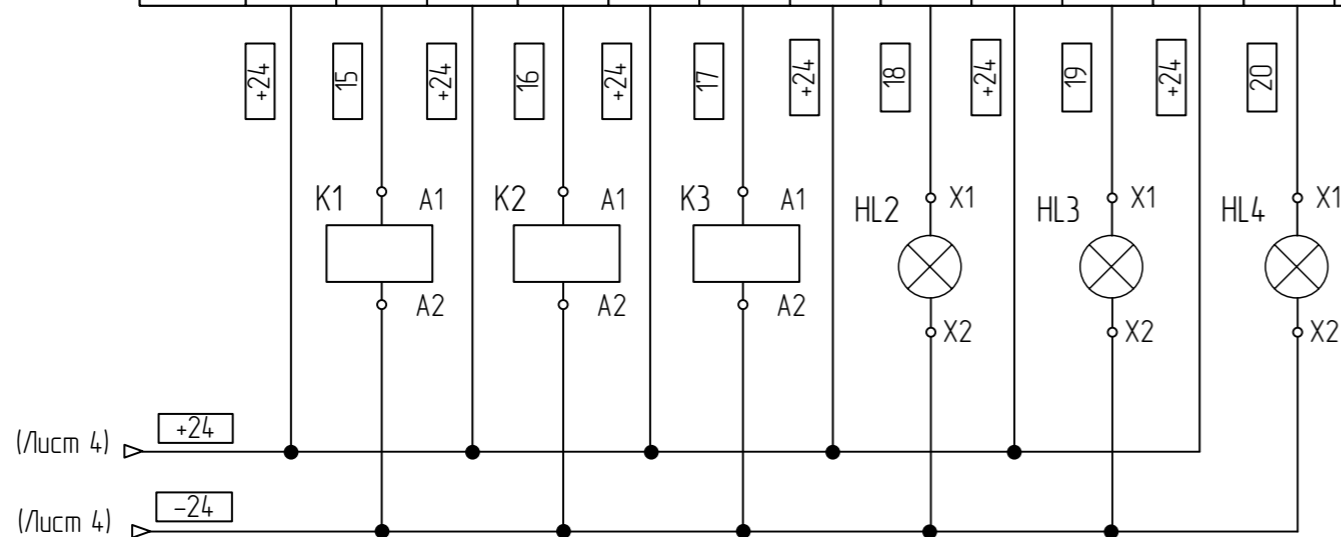 +24 15 +24 16 +24 17 +24 18 +24 19 +24 20
K1 A1 K2 A1 K3 A1 HL2 X1 HL3 X1 HL4 X1
A2 A2 A2 X2 X2 X2
(Лист 4) +24
(Лист 4) -24